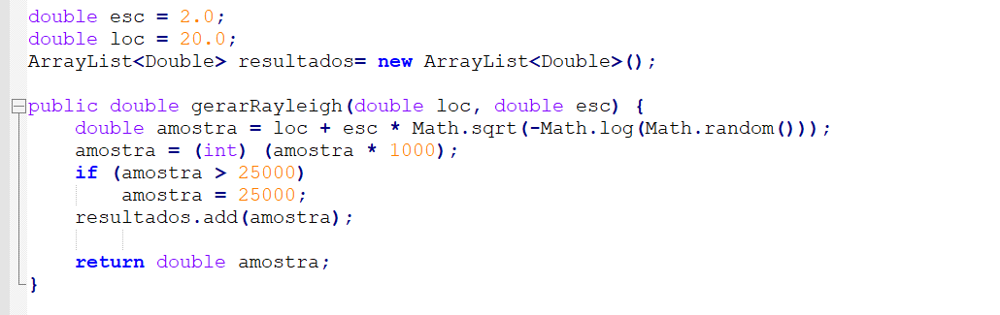 double esc = 2.0;
double loc = 20.0;
ArrayList<Double> resultados= new ArrayList<Double>();
public double gerarRayleigh(double loc, double esc) {
double amostra = loc + esc * Math.sqrt(-Math.log(Math.random()));
amostra = (int) (amostra * 1000);
if (amostra > 25000)
amostra = 25000;
resultados.add(amostra);
return double amostra;
}